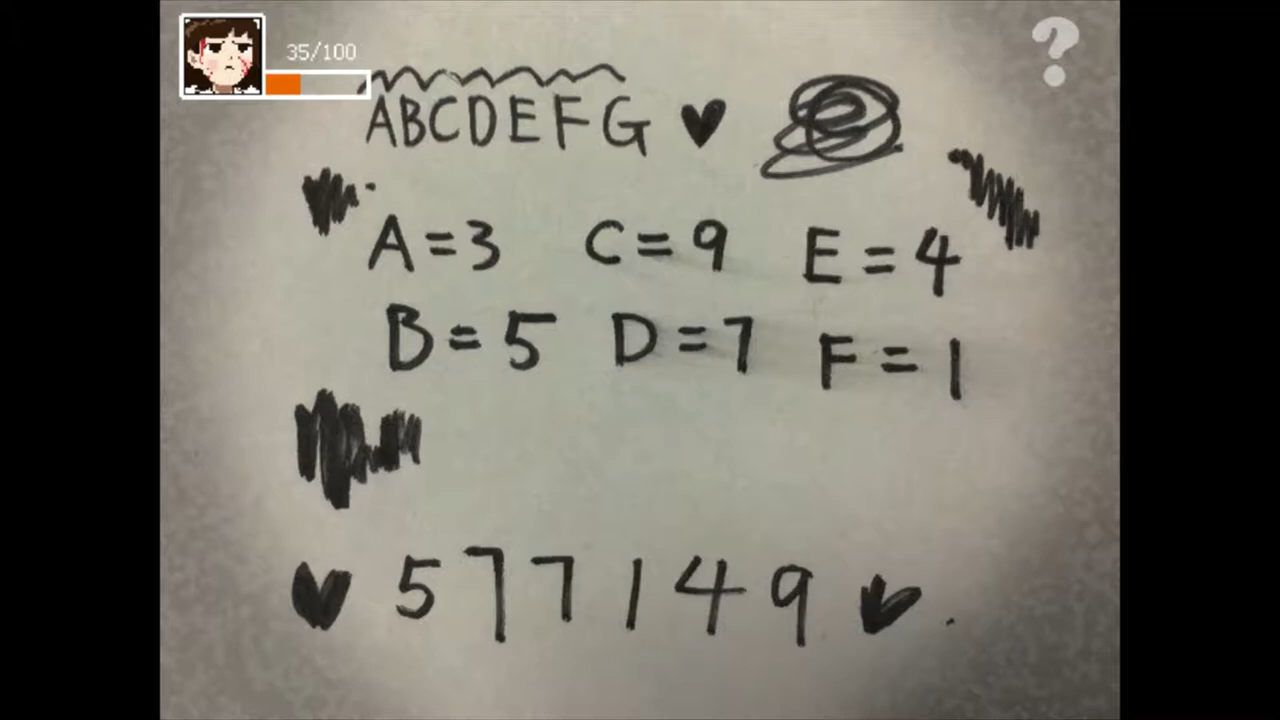 35/100
?
ABCDEFG
A=3 C=9 E=4
B=5 D=7 F=1
577149